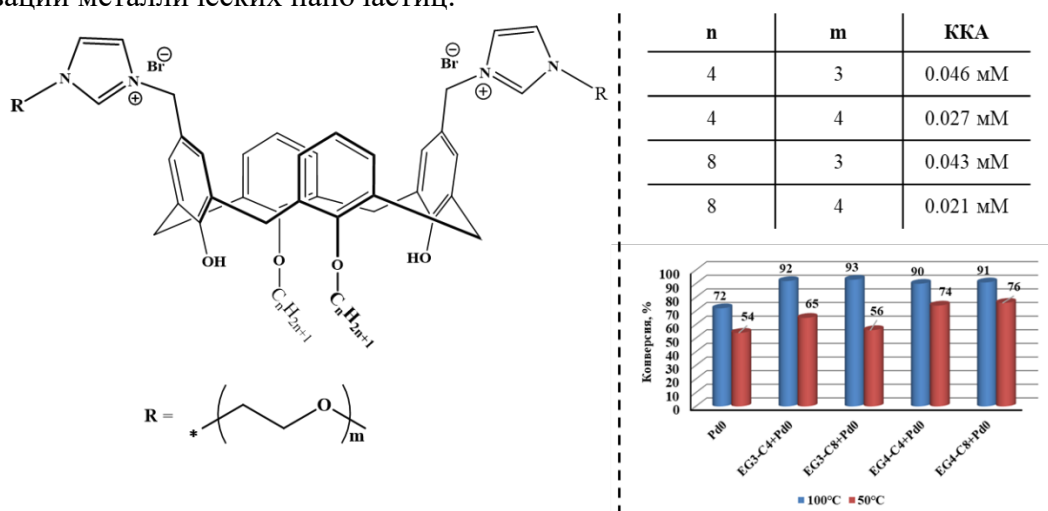 зации металлических наночастиц.
N
N
Br
⊖
⊕
R
Br
⊖
N
N
⊕
R
OH
O
O
HO
CnH2n+1
CnH2n+1
R =
*
O
m
n m ККА
4 3 0.046 мМ
4 4 0.027 мМ
8 3 0.043 мМ
8 4 0.021 мМ
Конверсия, %
100
90
80
70
60
50
40
30
20
10
0
72
54
92
65
93
56
90
74
91
76
Pd0
EG3-C4+Pd0
EG3-C8+Pd0
EG4-C4+Pd0
EG4-C8+Pd0
100°C 50°C